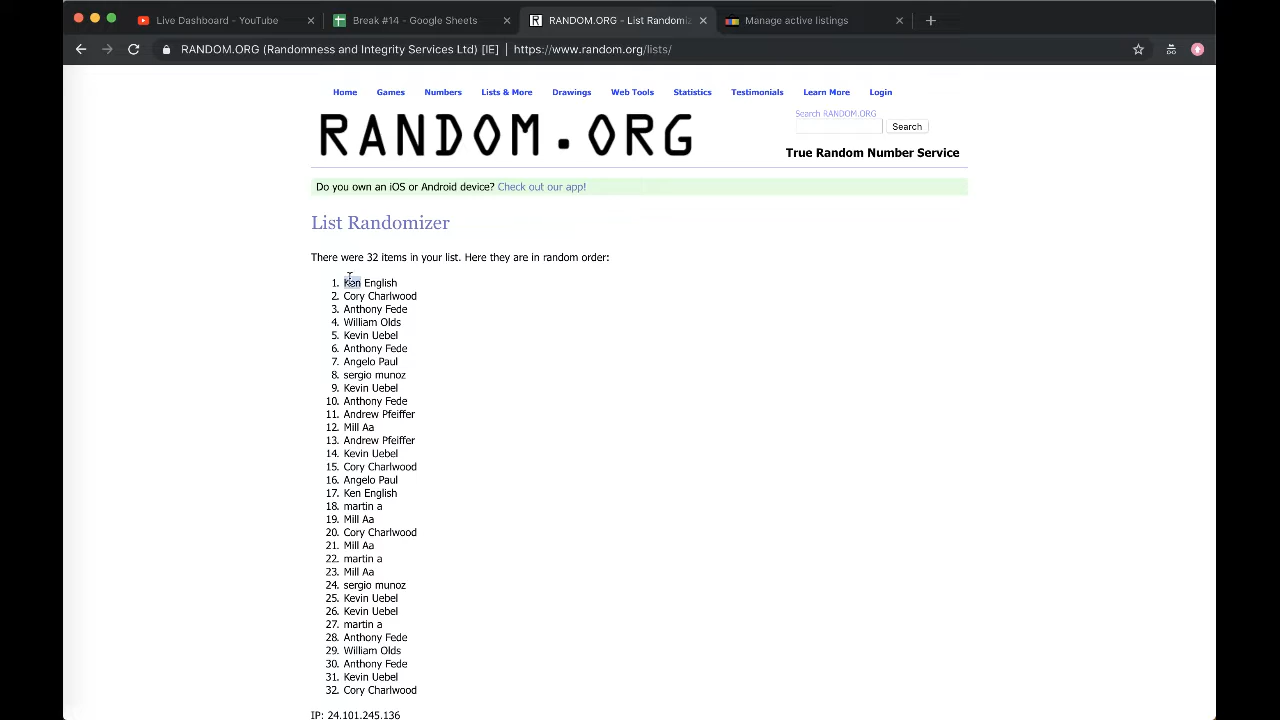 Live Dashboard - YouTube
Break #14 - Google Sheets
RANDOM.ORG - List Randomiz
Manage active listings
RANDOM.ORG (Randomness and Integrity Services Ltd) [IE] | https://www.random.org/lists/
Home Games Numbers Lists & More Drawings Web Tools Statistics Testimonials Learn More Login
Search RANDOM.ORG
Search
RANDOM.ORG
True Random Number Service
Do you own an iOS or Android device? Check out our app!
List Randomizer
There were 32 items in your list. Here they are in random order:
1. Ken English
2. Cory Charlwood
3. Anthony Fede
4. William Olds
5. Kevin Uebel
6. Anthony Fede
7. Angelo Paul
8. sergio munoz
9. Kevin Uebel
10. Anthony Fede
11. Andrew Pfeiffer
12. Mill Aa
13. Andrew Pfeiffer
14. Kevin Uebel
15. Cory Charlwood
16. Angelo Paul
17. Ken English
18. martin a
19. Mill Aa
20. Cory Charlwood
21. Mill Aa
22. martin a
23. Mill Aa
24. sergio munoz
25. Kevin Uebel
26. Kevin Uebel
27. martin a
28. Anthony Fede
29. William Olds
30. Anthony Fede
31. Kevin Uebel
32. Cory Charlwood
IP: 24.101.245.136